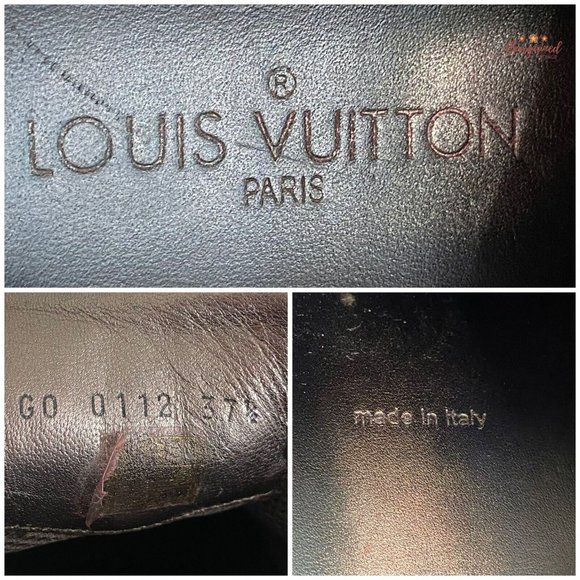 ®
LOUIS VUITTON
PARIS
GO 0112 37½
made in italy